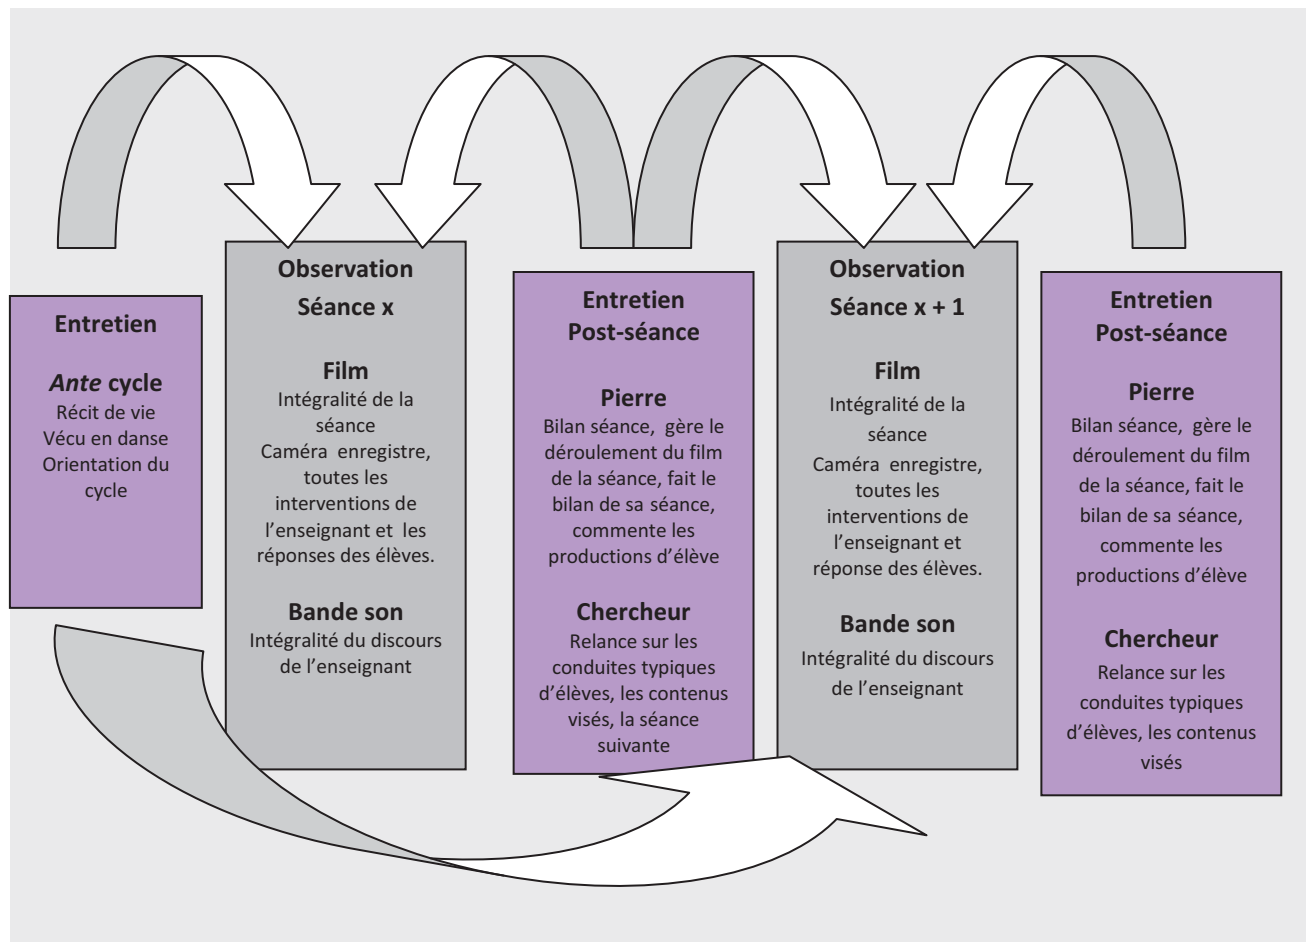 Entretien
Ante cycle
Récit de vie
Vécu en danse
Orientation du
cycle
Observation
Séance x
Film
Intégralité de la
séance
Caméra enregistre,
toutes les
interventions de
l'enseignant et les
réponses des élèves.
Bande son
Intégralité du discours
de l'enseignant
Entretien
Post-séance
Pierre
Bilan séance, gère le
déroulement du film
de la séance, fait le
bilan de sa séance,
commente les
productions d'élève
Chercheur
Relance sur les
conduites typiques
d'élèves, les contenus
visés, la séance
suivante
Observation
Séance x + 1
Film
Intégralité de la
séance
Caméra enregistre,
toutes les
interventions de
l'enseignant et
réponse des élèves.
Bande son
Intégralité du discours
de l'enseignant
Entretien
Post-séance
Pierre
Bilan séance, gère le
déroulement du film
de la séance, fait le
bilan de sa séance,
commente les
productions d'élève
Chercheur
Relance sur les
conduites typiques
d'élèves, les contenus
visés